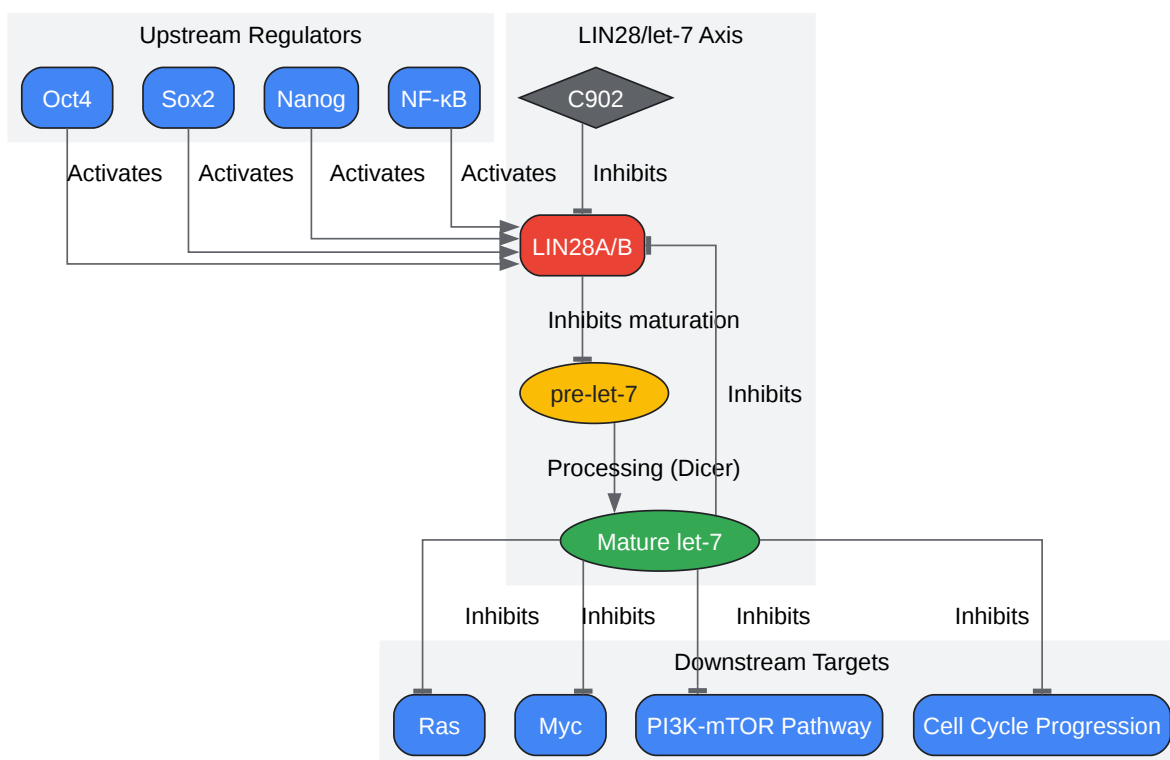 Upstream Regulators
LIN28/let-7 Axis
Oct4
Sox2
Nanog
NF-κB
C902
Activates
Activates
Activates
Activates
Inhibits
LIN28A/B
Inhibits maturation
pre-let-7
Inhibits
Processing (Dicer)
Mature let-7
Inhibits
Inhibits
Inhibits
Inhibits
Downstream Targets
Ras
Myc
PI3K-mTOR Pathway
Cell Cycle Progression